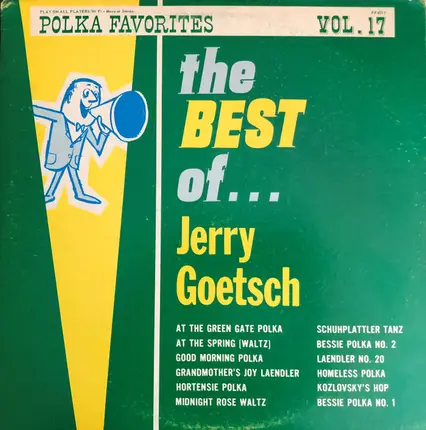 PLAY ON ALL PLAYERS
POLKA FAVORITES
VOL. 17
the
BEST
of...
Jerry
Goetsch
AT THE GREEN GATE POLKA
AT THE SPRING [WALTZ]
GOOD MORNING POLKA
GRANDMOTHER'S JOY LAENDLER
HORTENSIE POLKA
MIDNIGHT ROSE WALTZ
SCHUHPLATTLER TANZ
BESSIE POLKA NO. 2
LAENDLER NO. 20
HOMELESS POLKA
KOZLOVSKY'S HOP
BESSIE POLKA NO. 1